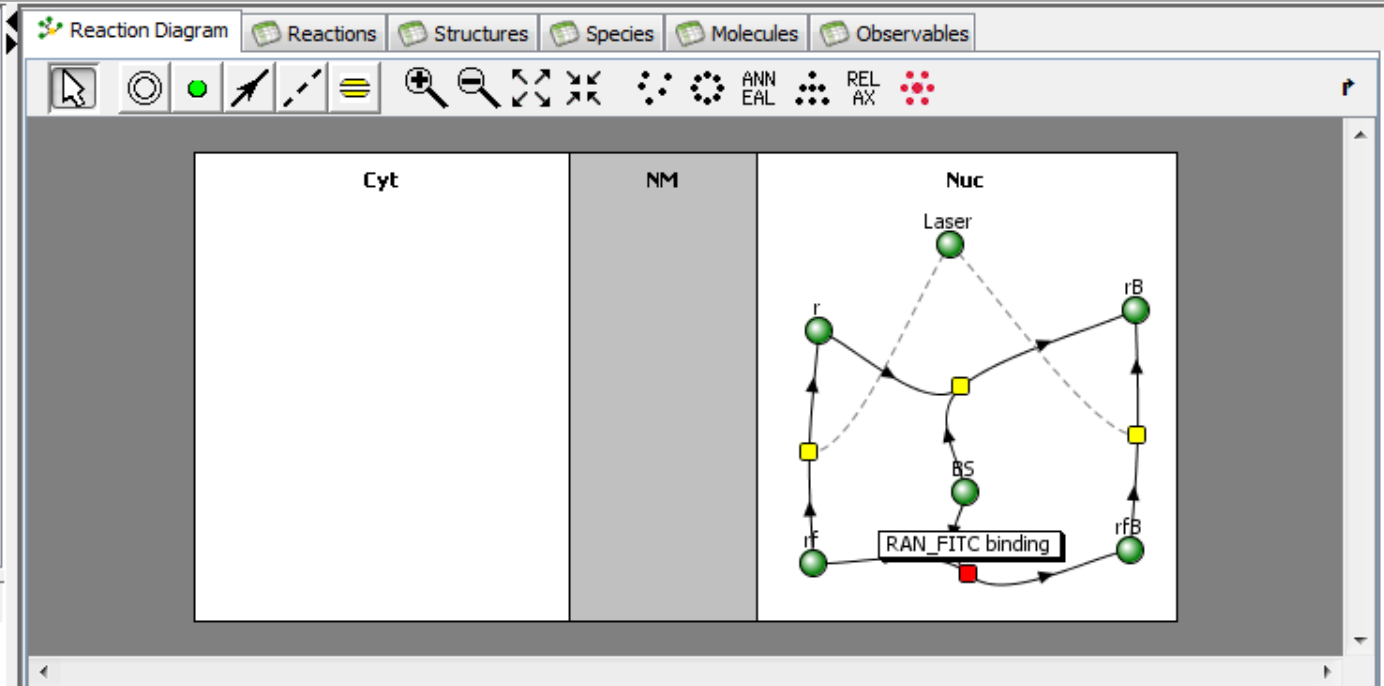 Reaction Diagram
Reactions
Structures
Species
Molecules
Observables
ANN
EAL
REL
AX
Cyt
NM
Nuc
Laser
r
rB
BS
rf
RAN_FITC binding
rfB